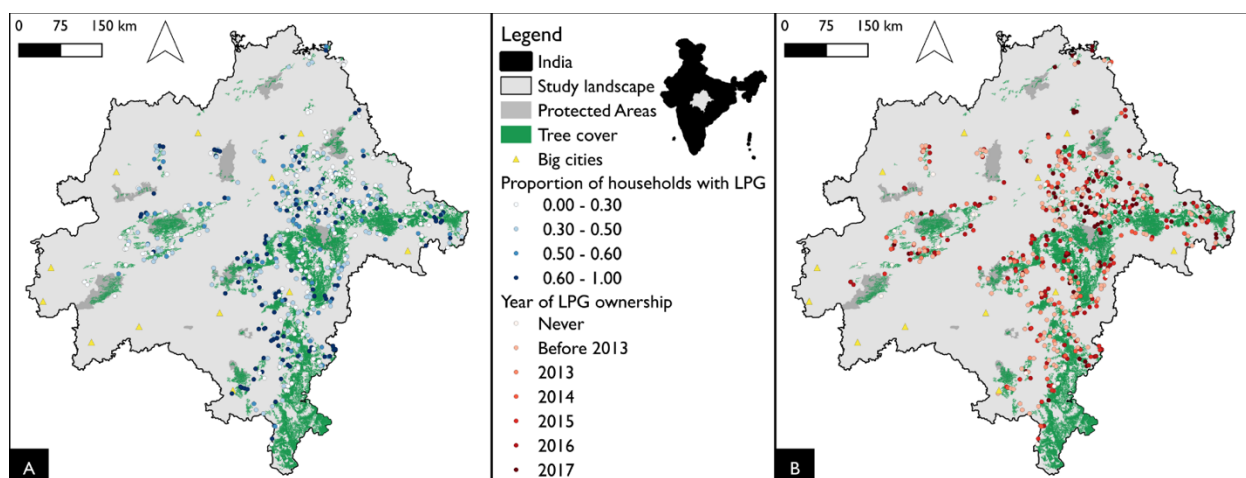 0 75 150 km
A
Legend
India
Study landscape
Protected Areas
Tree cover
Big cities
Proportion of households with LPG
0.00 - 0.30
0.30 - 0.50
0.50 - 0.60
0.60 - 1.00
Year of LPG ownership
Never
Before 2013
2013
2014
2015
2016
2017
0 75 150 km
B